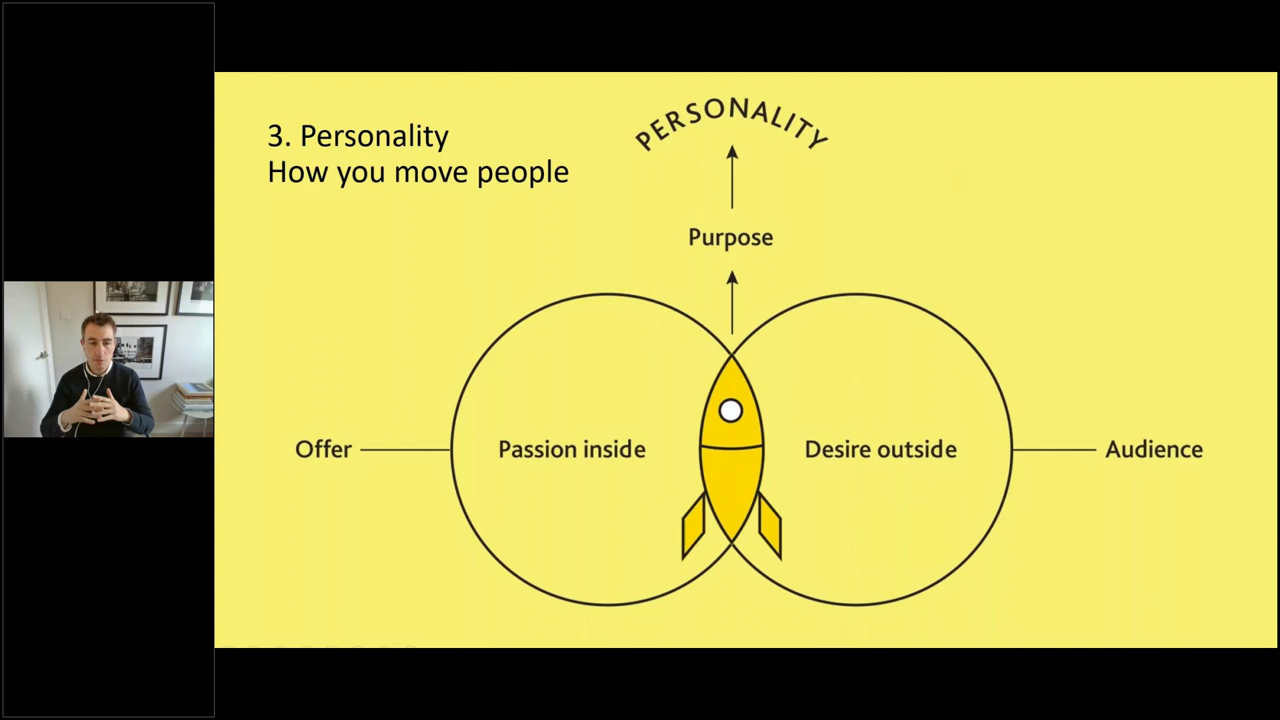 3. Personality
How you move people
PERSONALITY
Purpose
Offer
Passion inside
Desire outside
Audience